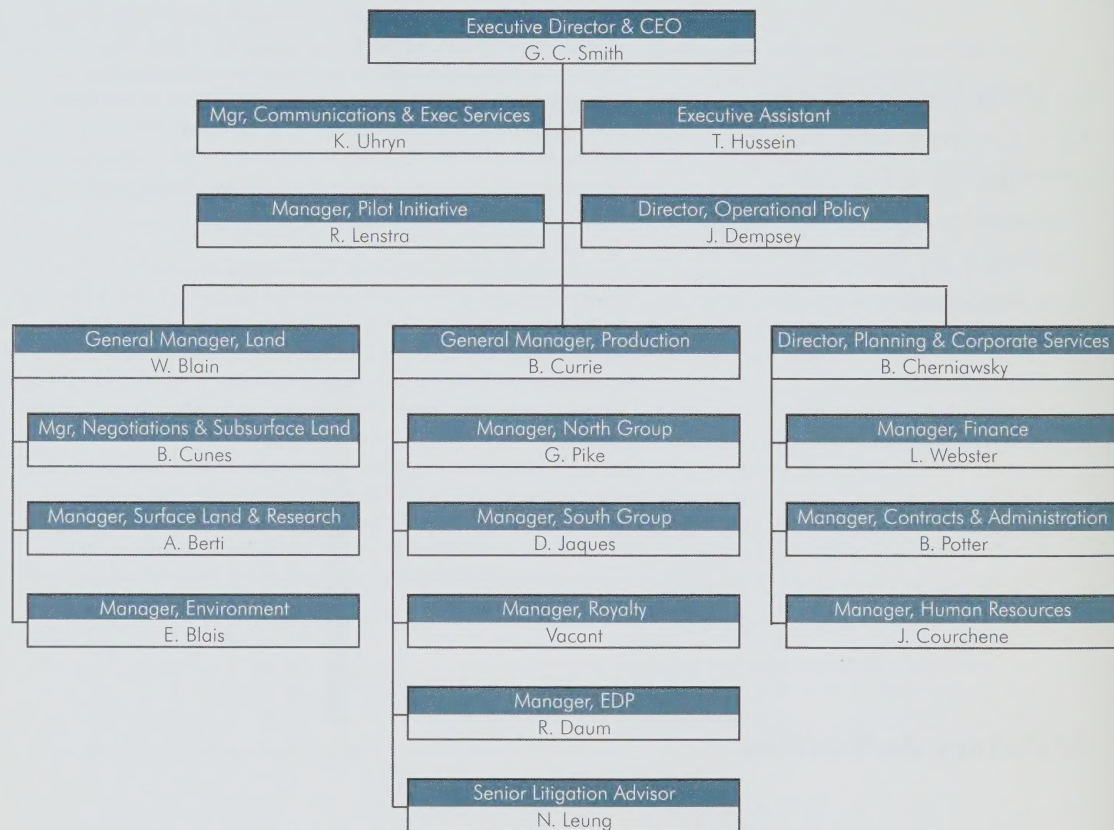 Executive Director & CEO
G. C. Smith
Mgr, Communications & Exec Services
K. Uhryn
Executive Assistant
T. Hussein
Manager, Pilot Initiative
R. Lenstra
Director, Operational Policy
J. Dempsey
General Manager, Land
W. Blain
Mgr, Negotiations & Subsurface Land
B. Cunes
Manager, Surface Land & Research
A. Berti
Manager, Environment
E. Blais
General Manager, Production
B. Currie
Manager, North Group
G. Pike
Manager, South Group
D. Jaques
Manager, Royalty
Vacant
Manager, EDP
R. Daum
Senior Litigation Advisor
N. Leung
Director, Planning & Corporate Services
B. Cherniawsky
Manager, Finance
L. Webster
Manager, Contracts & Administration
B. Potter
Manager, Human Resources
J. Courchene